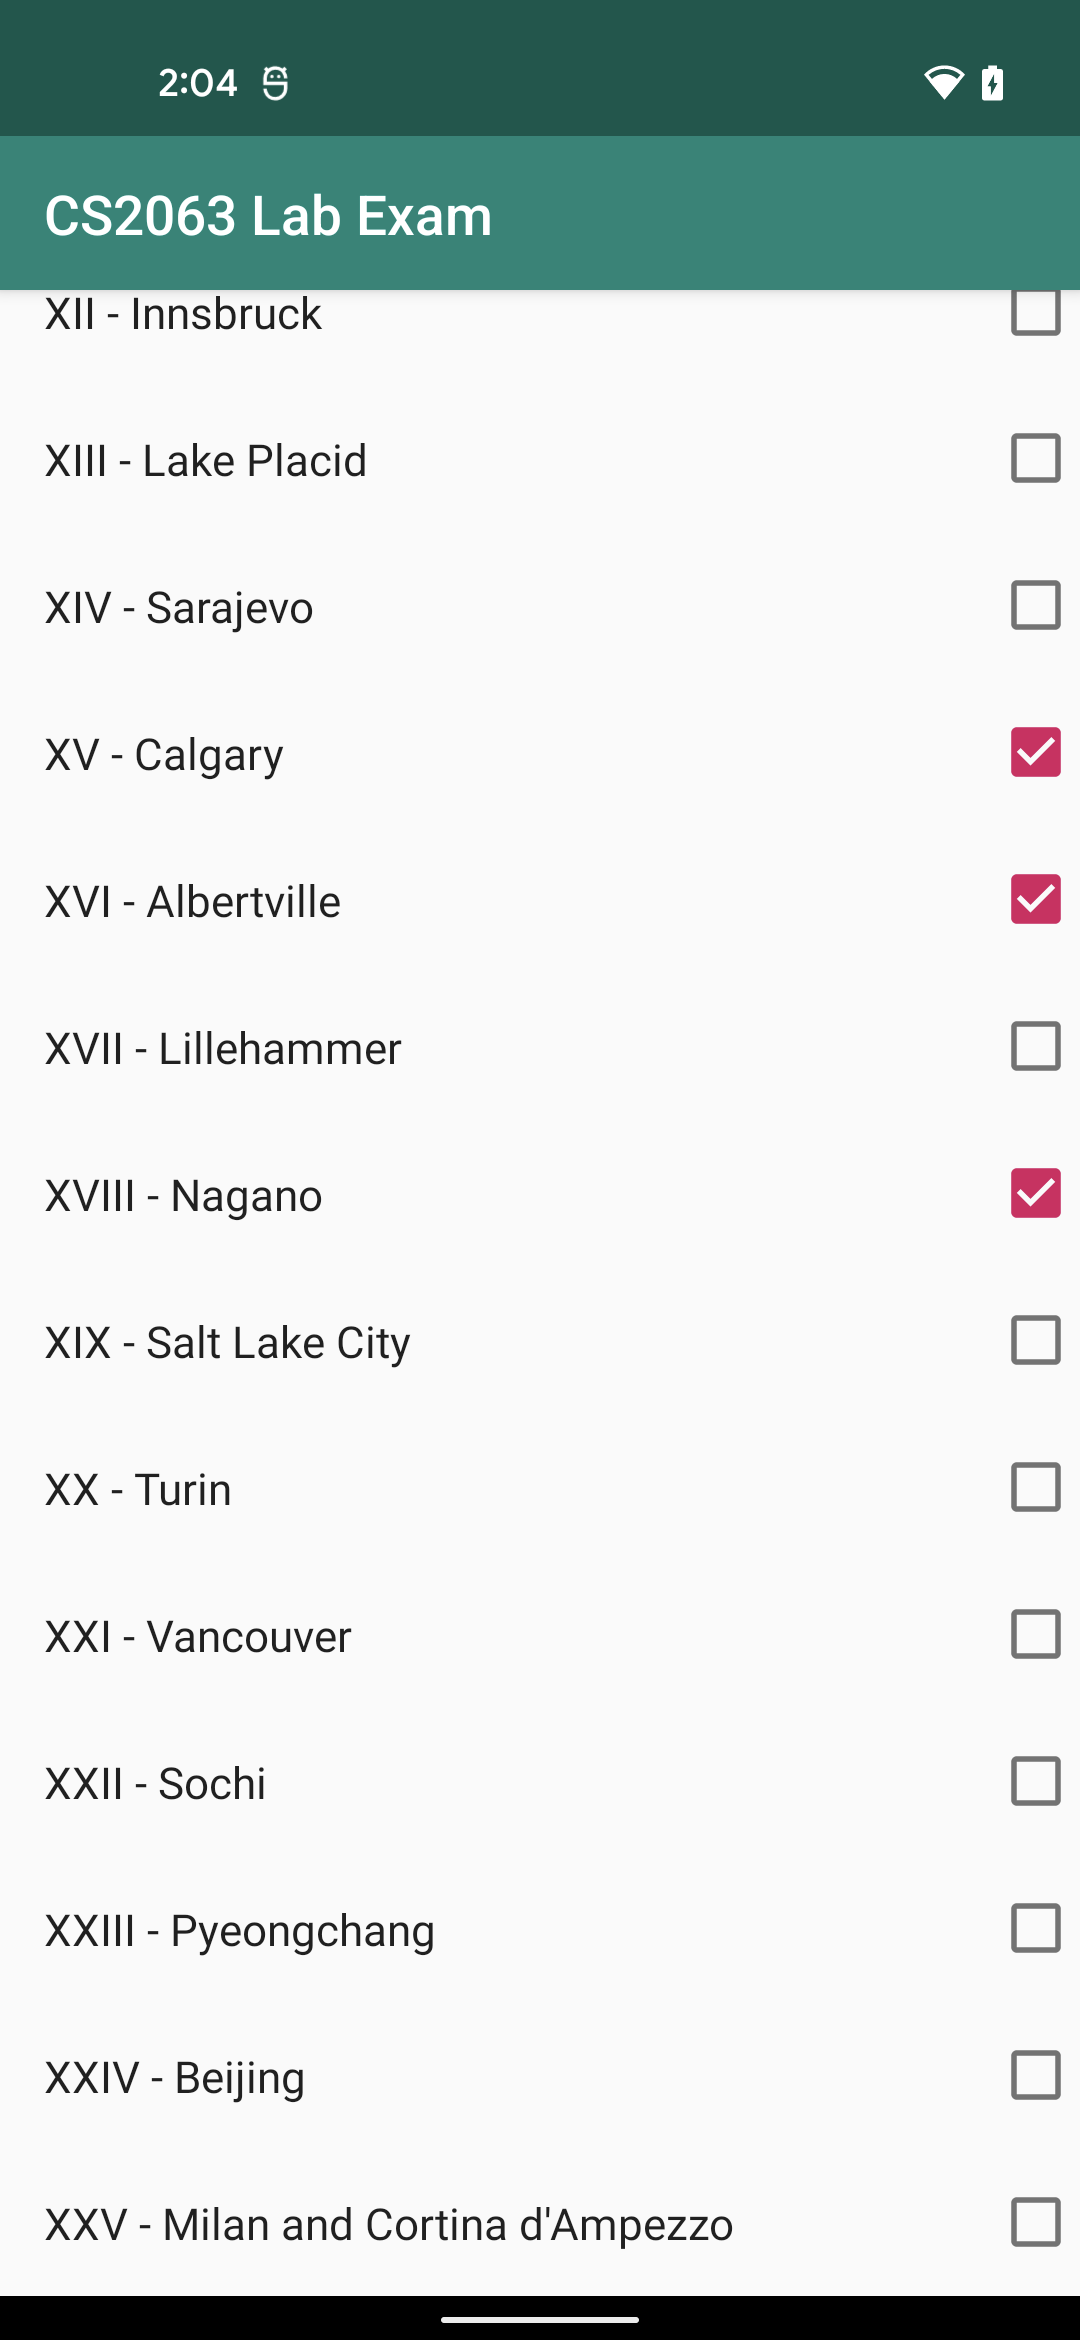 2:04
CS2063 Lab Exam
XII - Innsbruck
XIII - Lake Placid
XIV - Sarajevo
XV - Calgary
XVI - Albertville
XVII - Lillehammer
XVIII - Nagano
XIX - Salt Lake City
XX - Turin
XXI - Vancouver
XXII - Sochi
XXIII - Pyeongchang
XXIV - Beijing
XXV - Milan and Cortina d'Ampezzo